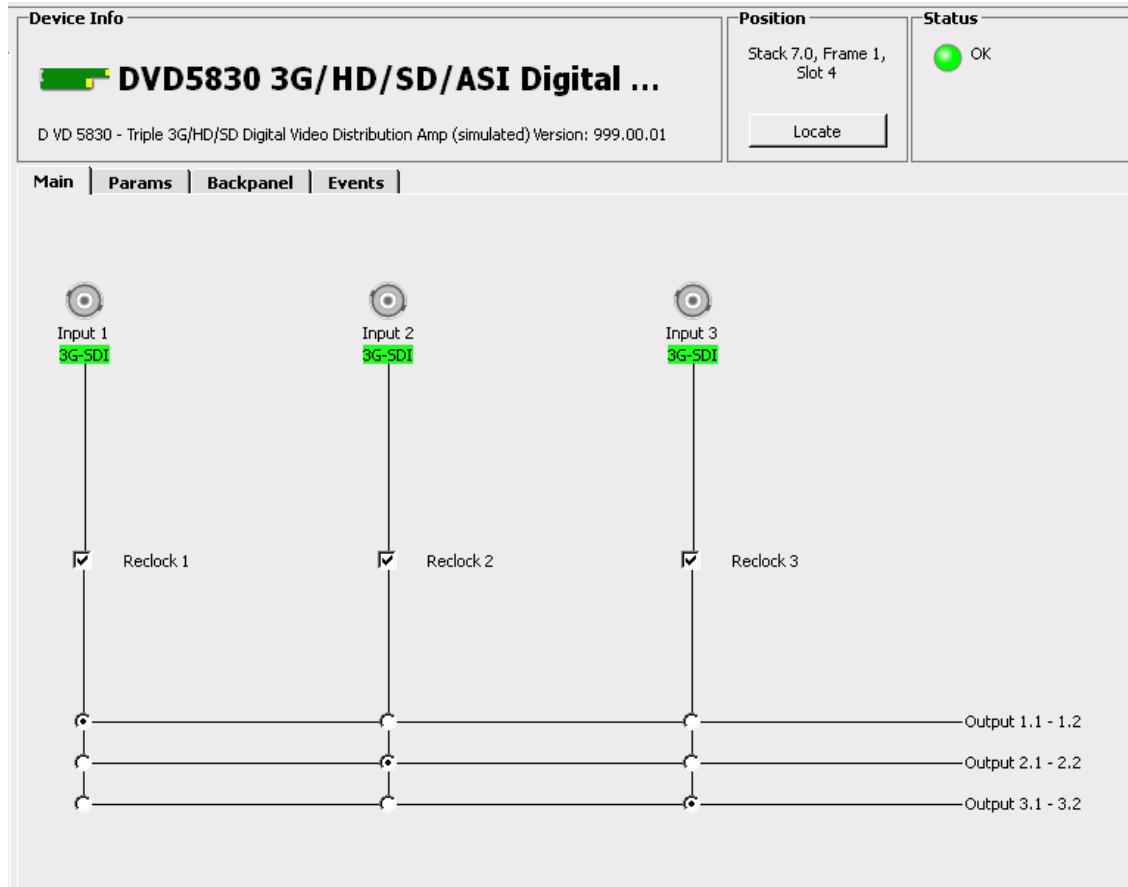 Device Info
DVD5830 3G/HD/SD/ASI Digital ...
D VD 5830 - Triple 3G/HD/SD Digital Video Distribution Amp (simulated) Version: 999.00.01
Position
Stack 7.0, Frame 1,
Slot 4
Locate
Status
OK
Main Params Backpanel Events
Input 1 Input 2 Input 3
3G-SDI 3G-SDI 3G-SDI
Reclock 1 Reclock 2 Reclock 3
Output 1.1 - 1.2
Output 2.1 - 2.2
Output 3.1 - 3.2